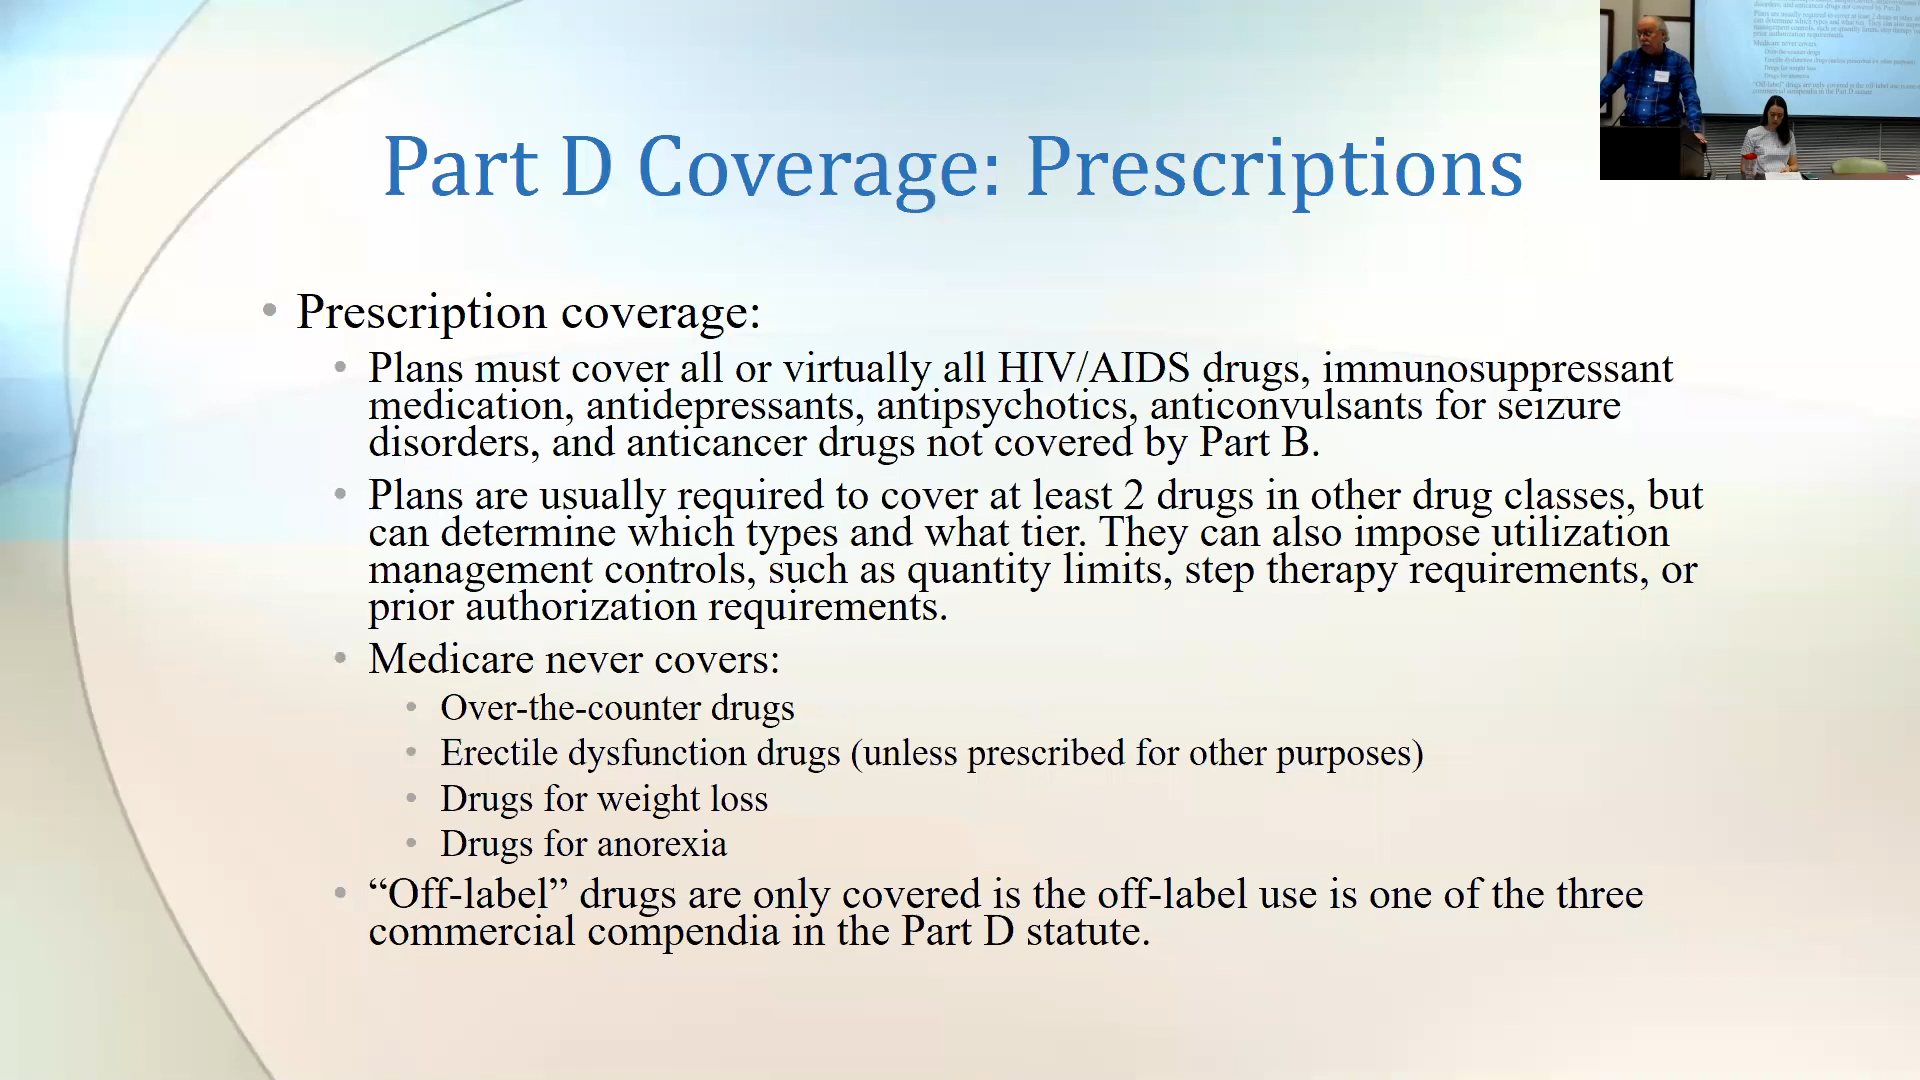 Part D Coverage: Prescriptions
• Prescription coverage:
• Plans must cover all or virtually all HIV/AIDS drugs, immunosuppressant
medication, antidepressants, antipsychotics, anticonvulsants for seizure
disorders, and anticancer drugs not covered by Part B.
• Plans are usually required to cover at least 2 drugs in other drug classes, but
can determine which types and what tier. They can also impose utilization
management controls, such as quantity limits, step therapy requirements, or
prior authorization requirements.
• Medicare never covers:
• Over-the-counter drugs
• Erectile dysfunction drugs (unless prescribed for other purposes)
• Drugs for weight loss
• Drugs for anorexia
• “Off-label” drugs are only covered is the off-label use is one of the three
commercial compendia in the Part D statute.